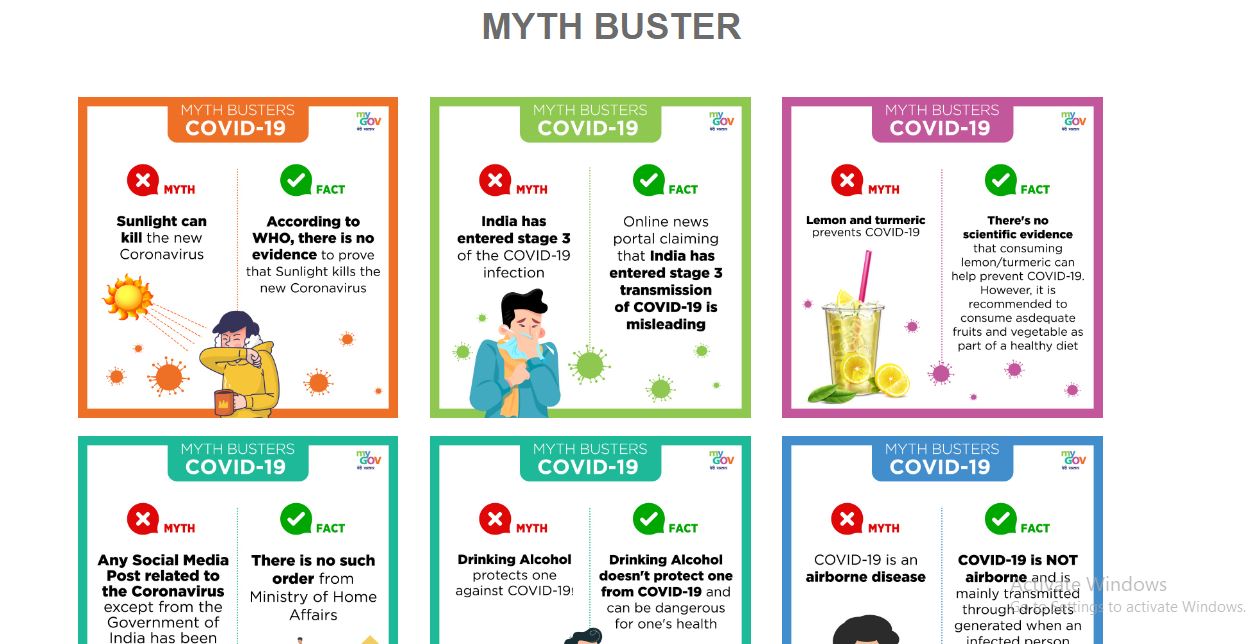 MYTH BUSTER
MYTH BUSTERS
COVID-19
my
GOV
MYTH
FACT
Sunlight can
kill the new
Coronavirus
According to
WHO, there is no
evidence to prove
that Sunlight kills the
new Coronavirus
MYTH BUSTERS
COVID-19
my
GOV
MYTH
FACT
India has
entered stage 3
of the COVID-19
infection
Online news
portal claiming
that India has
entered stage 3
transmission
of COVID-19 is
misleading
MYTH BUSTERS
COVID-19
my
GOV
MYTH
FACT
Lemon and turmeric
prevents COVID-19
There's no
scientific evidence
that consuming
lemon/turmeric can
help prevent COVID-19.
However, it is
recommended to
consume asdequate
fruits and vegetable as
part of a healthy diet
MYTH BUSTERS
COVID-19
my
GOV
MYTH
FACT
Any Social Media
Post related to
the Coronavirus
except from the
Government of
India has been
There is no such
order from
Ministry of Home
Affairs
MYTH BUSTERS
COVID-19
my
GOV
MYTH
FACT
Drinking Alcohol
protects one
against COVID-19!
Drinking Alcohol
doesn't protect one
from COVID-19 and
can be dangerous
for one's health
MYTH BUSTERS
COVID-19
my
GOV
MYTH
FACT
COVID-19 is an
airborne disease
COVID-19 is NOT
airborne and is
mainly transmitted
through droplets
generated when an
infected person
Activate Windows
Go to Settings to activate Windows.